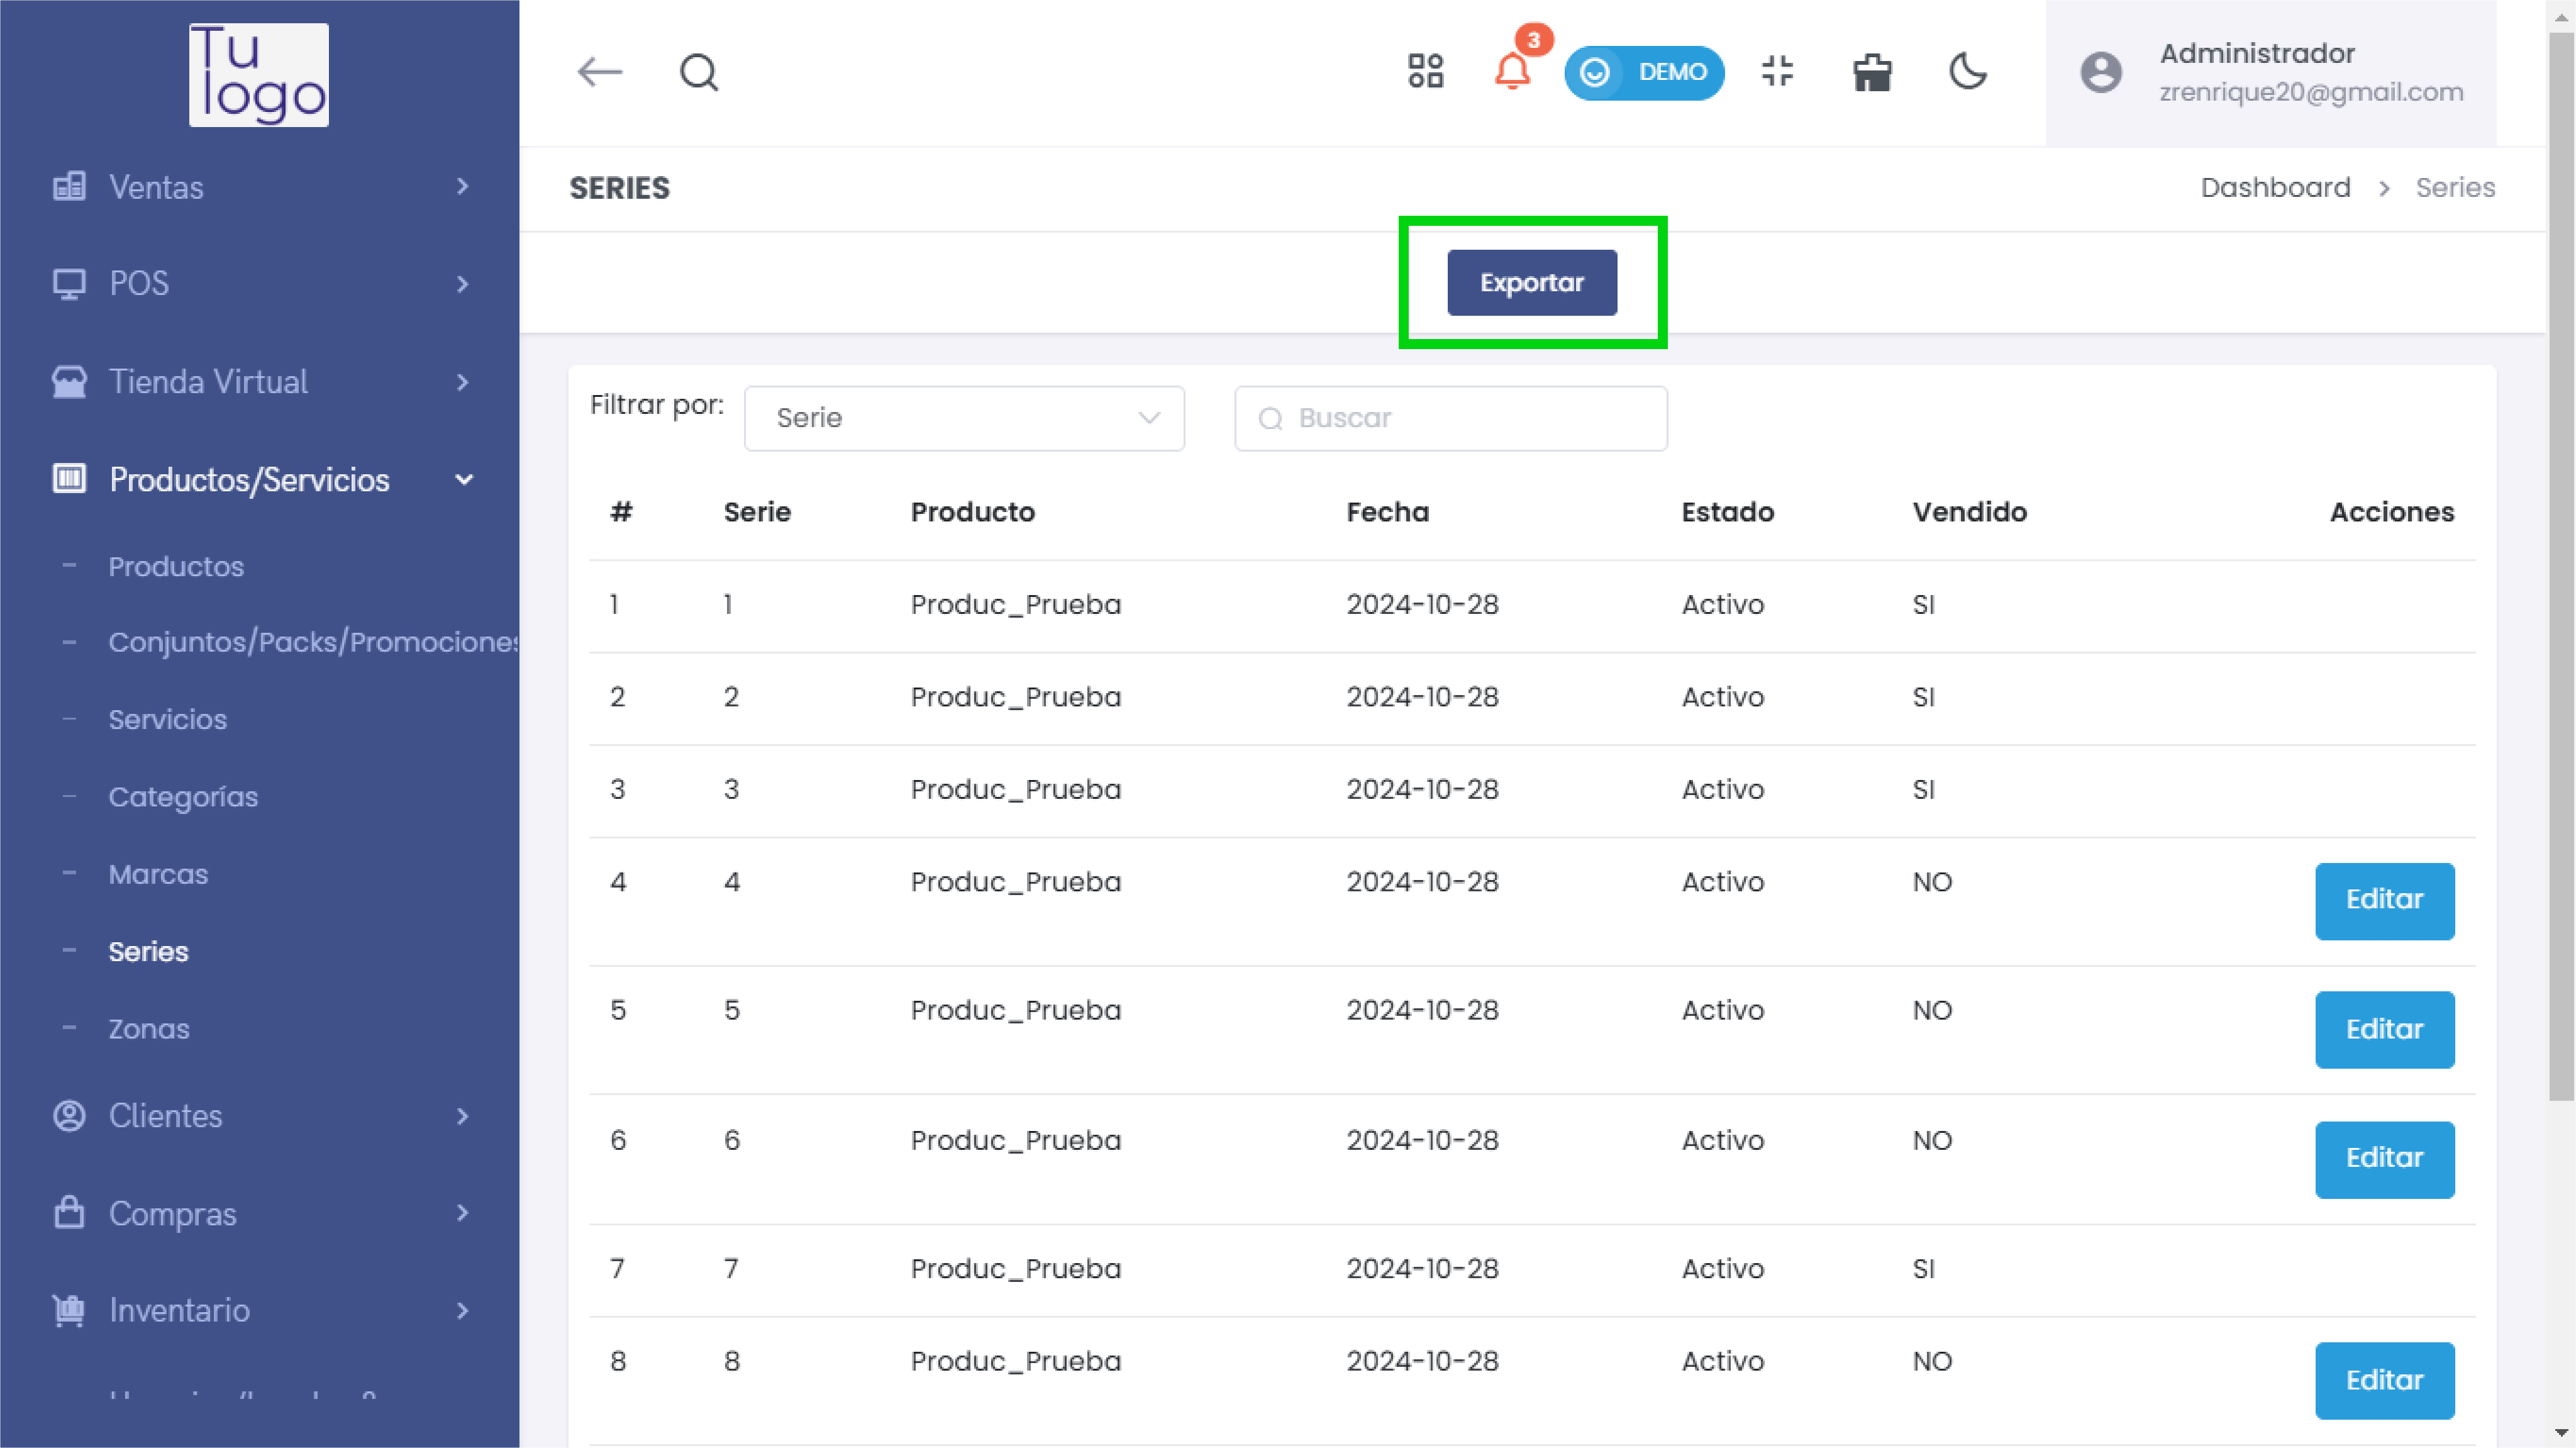 Tu
logo
Ventas
POS
Tienda Virtual
Productos/Servicios
Productos
Conjuntos/Packs/Promociones
Servicios
Categorías
Marcas
Series
Zonas
Clientes
Compras
Inventario
3
DEMO
Administrador
zrenrique20@gmail.com
SERIES
Dashboard > Series
Exportar
Filtrar por: Serie Buscar
# Serie Producto Fecha Estado Vendido Acciones
1 1 Produc_Prueba 2024-10-28 Activo SI
2 2 Produc_Prueba 2024-10-28 Activo SI
3 3 Produc_Prueba 2024-10-28 Activo SI
4 4 Produc_Prueba 2024-10-28 Activo NO Editar
5 5 Produc_Prueba 2024-10-28 Activo NO Editar
6 6 Produc_Prueba 2024-10-28 Activo NO Editar
7 7 Produc_Prueba 2024-10-28 Activo SI
8 8 Produc_Prueba 2024-10-28 Activo NO Editar